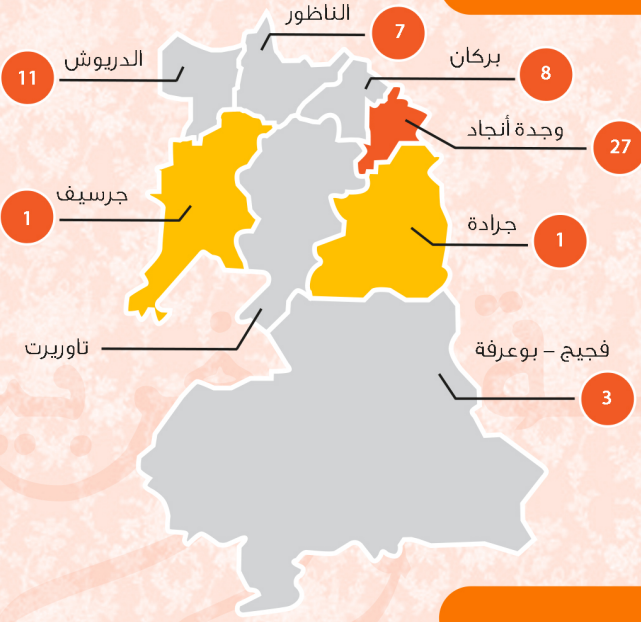 الناظور
7
الدريوش
11
بركان
8
وجدة أنجاد
27
جرسيف
1
جرادة
1
تاوريرت
فجيج – بوعرفة
3